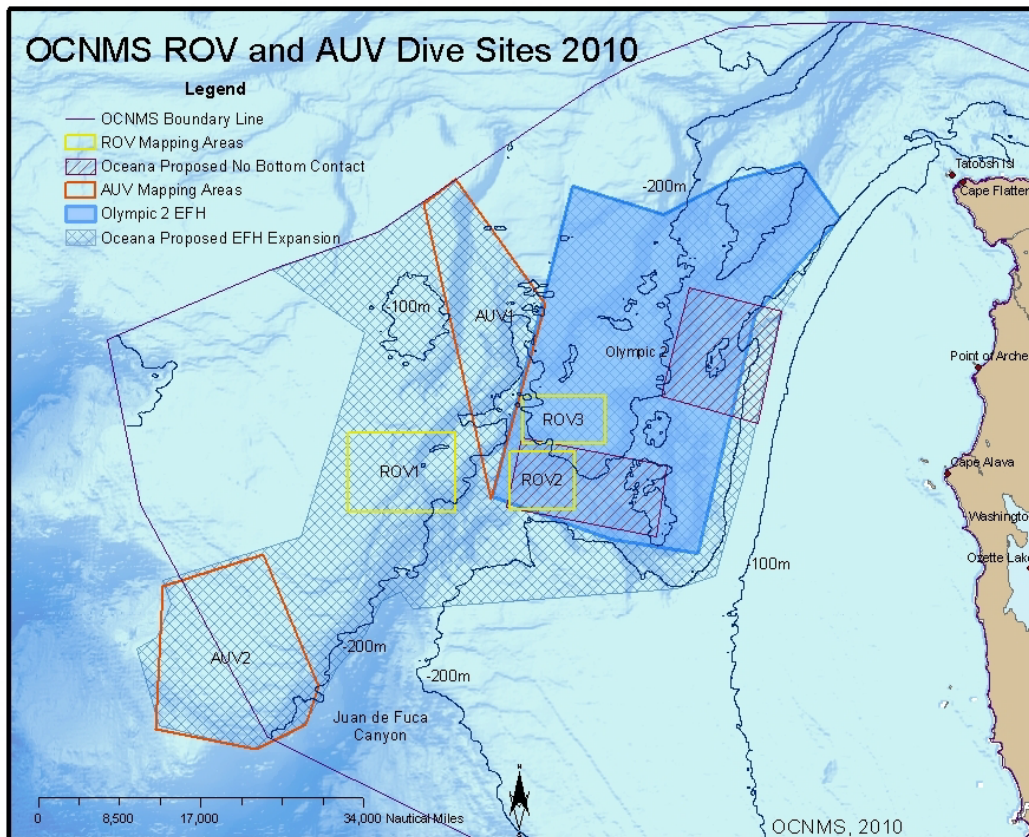 OCNMS ROV and AUV Dive Sites 2010
Legend
OCNMS Boundary Line
ROV Mapping Areas
Oceana Proposed No Bottom Contact
AUV Mapping Areas
Olympic 2 EFH
Oceana Proposed EFH Expansion
-200m
Tatoosh Isl
Cape Flatter
-100m
AUV1
Olympic 2
Point of Arche
ROV3
ROV1
ROV2
Cape Alava
Washingto
Ozette Lake
-100m
AUV2
-200m
-200m
Juan de Fuca
Canyon
N
S
0 8,500 17,000 34,000 Nautical Miles
OCNMS, 2010